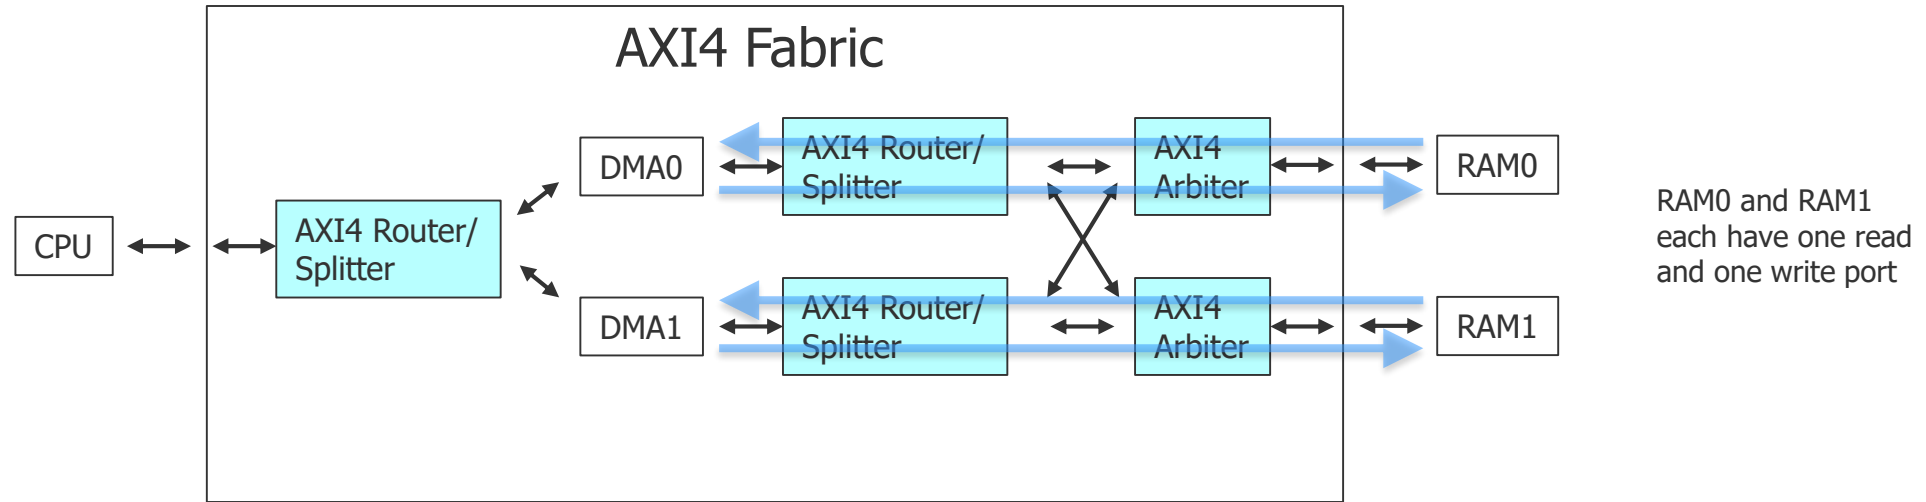 AXI4 Fabric
CPU
AXI4 Router/
Splitter
DMA0
AXI4 Router/
Splitter
AXI4
Arbiter
RAM0
DMA1
AXI4 Router/
Splitter
AXI4
Arbiter
RAM1
RAM0 and RAM1
each have one read
and one write port